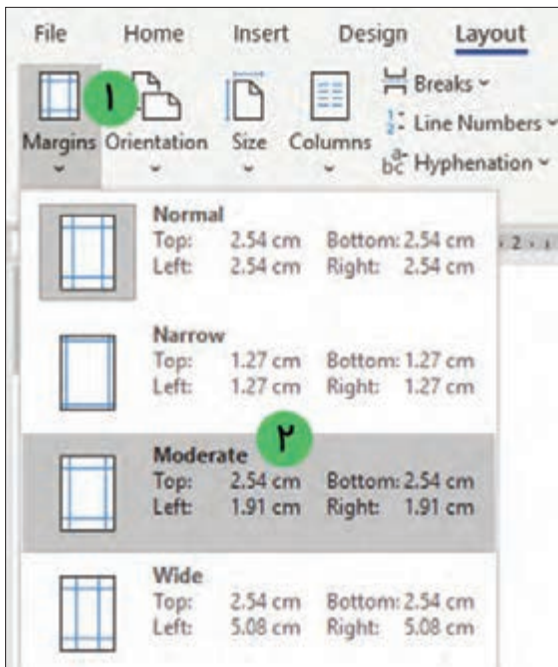 File Home Insert Design Layout
۱
Breaks
Margins Orientation Size Columns Line Numbers
Hyphenation
Normal
Top: 2.54 cm Bottom: 2.54 cm
Left: 2.54 cm Right: 2.54 cm
2
Narrow
Top: 1.27 cm Bottom: 1.27 cm
Left: 1.27 cm Right: 1.27 cm
۲
Moderate
Top: 2.54 cm Bottom: 2.54 cm
Left: 1.91 cm Right: 1.91 cm
Wide
Top: 2.54 cm Bottom: 2.54 cm
Left: 5.08 cm Right: 5.08 cm